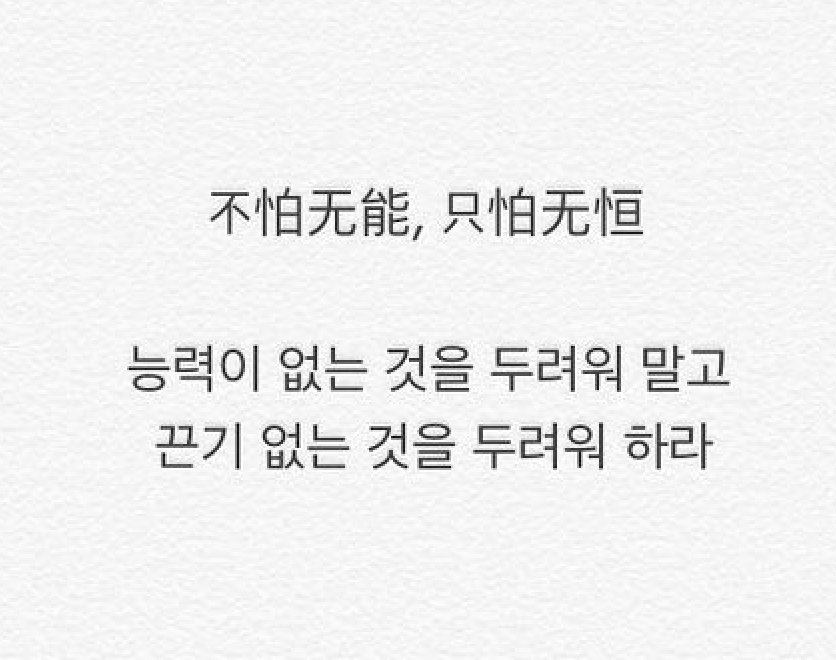 不怕无能, 只怕无恒
능력이 없는 것을 두려워 말고
끈기 없는 것을 두려워 하라